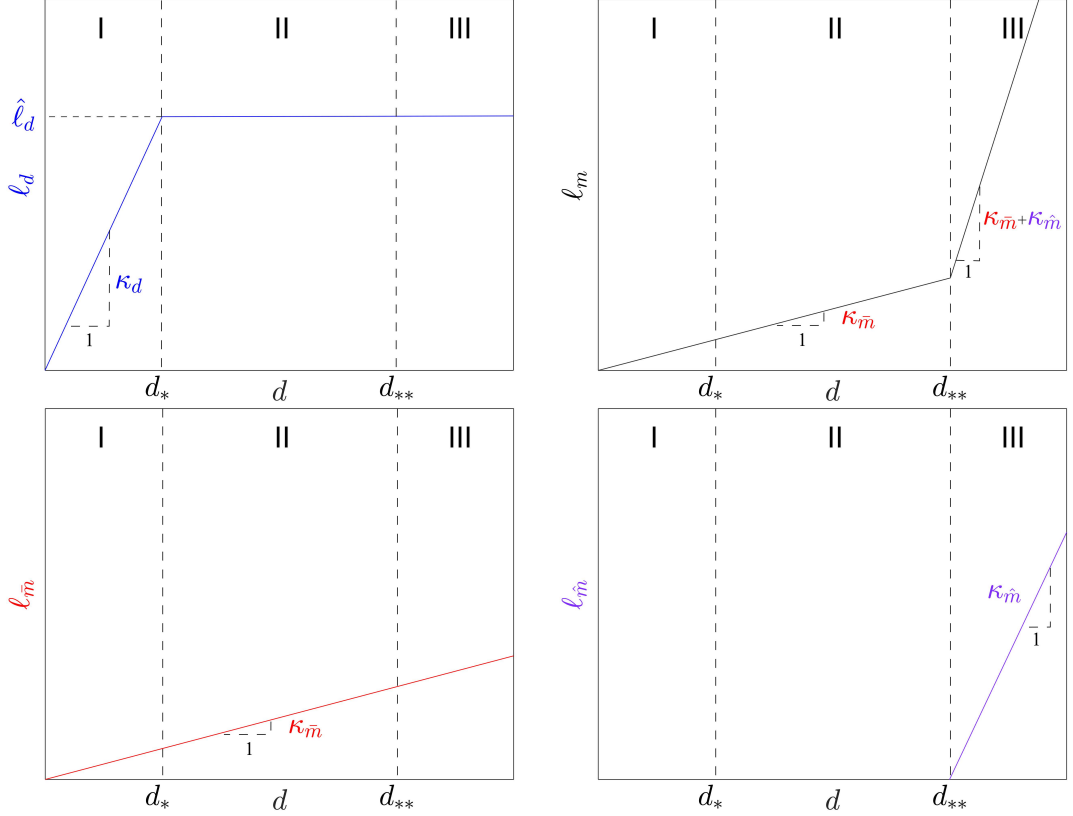 I II III
ℓ̂_d
ℓ_d
κ_d
1
d_* d d_**
I II III
ℓ_m
κ_m̄+κ_m̂
1
κ_m̄
1
d_* d d_**
I II III
ℓ_m̄
κ_m̄
1
d_* d d_**
I II III
ℓ_m̂
κ_m̂
1
d_* d d_**